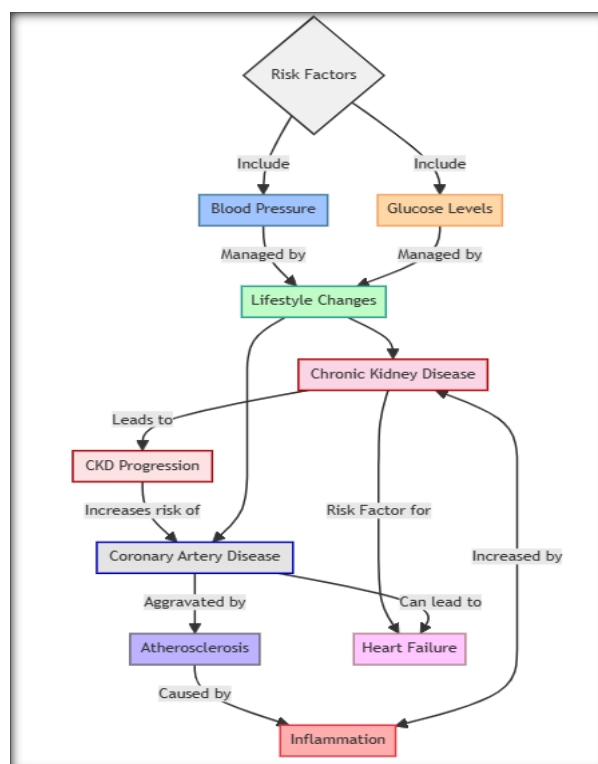 Risk Factors
Include
Include
Blood Pressure
Glucose Levels
Managed by
Managed by
Lifestyle Changes
Chronic Kidney Disease
Leads to
CKD Progression
Increases risk of
Risk Factor for
Coronary Artery Disease
Increased by
Aggravated by
Can lead to
Atherosclerosis
Heart Failure
Caused by
Inflammation